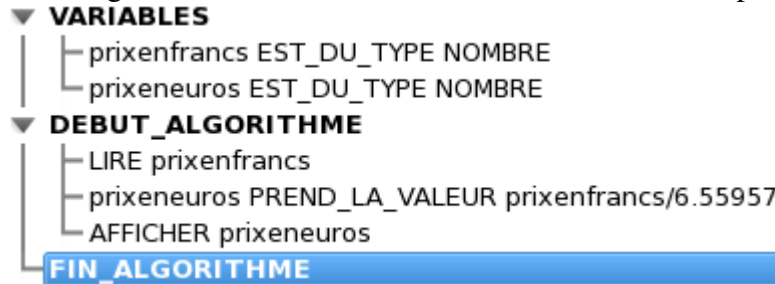 VARIABLES
prixenfrancs EST_DU_TYPE NOMBRE
prixeneuros EST_DU_TYPE NOMBRE
DEBUT_ALGORITHME
LIRE prixenfrancs
prixeneuros PREND_LA_VALEUR prixenfrancs/6.55957
AFFICHER prixeneuros
FIN_ALGORITHME